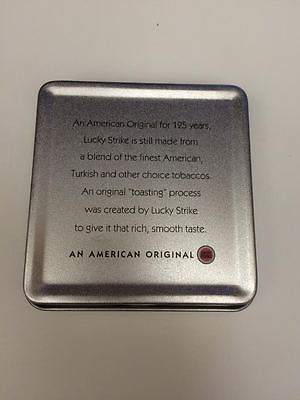 An American Original for 125 years,
Lucky Strike is still made from
a blend of the finest American,
Turkish and other choice tobaccos.
An original "toasting" process
was created by Lucky Strike
to give it that rich, smooth taste.
AN AMERICAN ORIGINAL